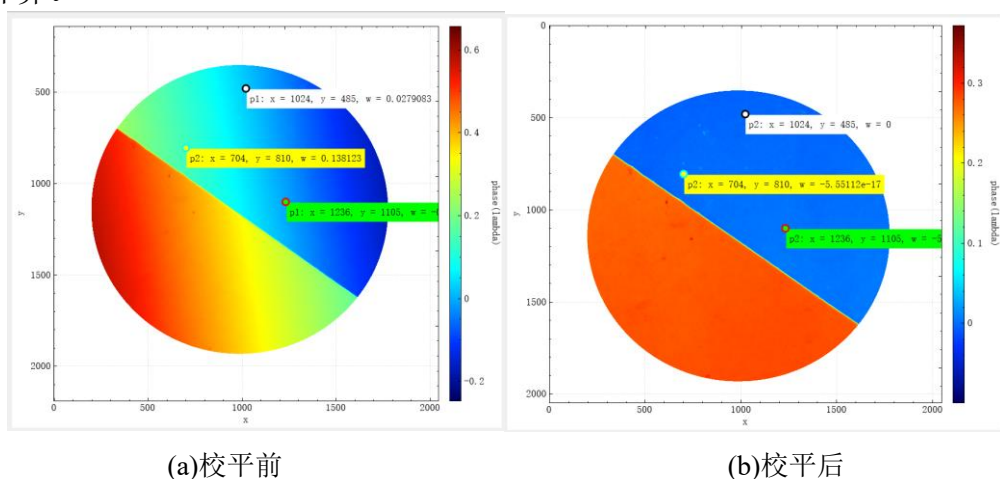 0
0.6
500
p1: x = 1024, y = 485, w = 0.0279083
500
p2: x = 1024, y = 485, w = 0
0.3
0.4
p2: x = 704, y = 810, w = 0.138123
p2: x = 704, y = 810, w = -5.55112e-17
0.2
1000
p1: x = 1236, y = 1105, w = -0
1000
p2: x = 1236, y = 1105, w = -5
y
0.2
phase(lambda)
y
0.1
phase(lambda)
1500
0
1500
0
2000
-0.2
2000
0
500
1000
1500
2000
x
0
500
1000
1500
2000
x
(a)校平前
(b)校平后